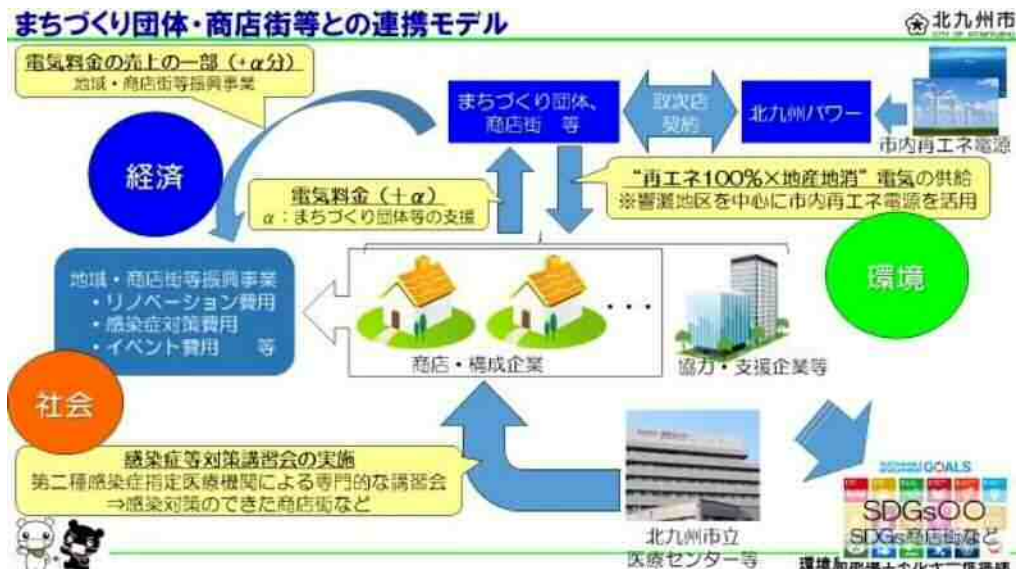 まちづくり団体・商店街等との連携モデル
北九州市
電気料金の売上の一部（+α分）
地域・商店街等振興事業
まちづくり団体、
商店街 等
取次店
契約
北九州パワー
市内再エネ電源
経済
電気料金（+α）
α：まちづくり団体等の支援
“再エネ100%×地産地消”電気の供給
※響灘地区を中心に市内再エネ電源を活用
環境
地域・商店街等振興事業
・リノベーション費用
・感染症対策費用
・イベント費用 等
・・・
商店・構成企業
協力・支援企業等
社会
感染症等対策講習会の実施
第二種感染症指定医療機関による専門的な講習会
⇒感染対策のできた商店街など
北九州市立
医療センター等
GOALS
SDGs〇〇
SDGs商店街など